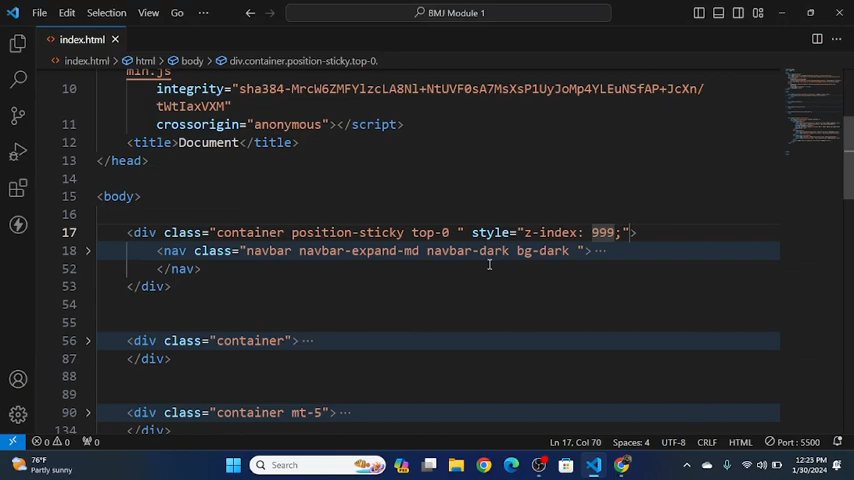 File Edit Selection View Go ··· BMJ Module 1
index.html
index.html > html > body > div.container.position-sticky.top-0.
min.js
10 integrity="sha384-MrcW6ZMFYlzcLA8Nl+NtUVF0sA7MsXsP1UyJoMp4YLEuNSfAP+JcXn/
tWtIaxVXM"
11 crossorigin="anonymous"></script>
12 <title>Document</title>
13 </head>
14
15 <body>
16
17 <div class="container position-sticky top-0 " style="z-index: 999;">
18 <nav class="navbar navbar-expand-md navbar-dark bg-dark ">···
52 </nav>
53 </div>
54
55
56 <div class="container">···
87 </div>
88
89
90 <div class="container mt-5">···
134 </div>
0 0 0 Ln 17, Col 70 Spaces: 4 UTF-8 CRLF HTML Port : 5500
76°F
Partly sunny
Search
12:23 PM
1/30/2024